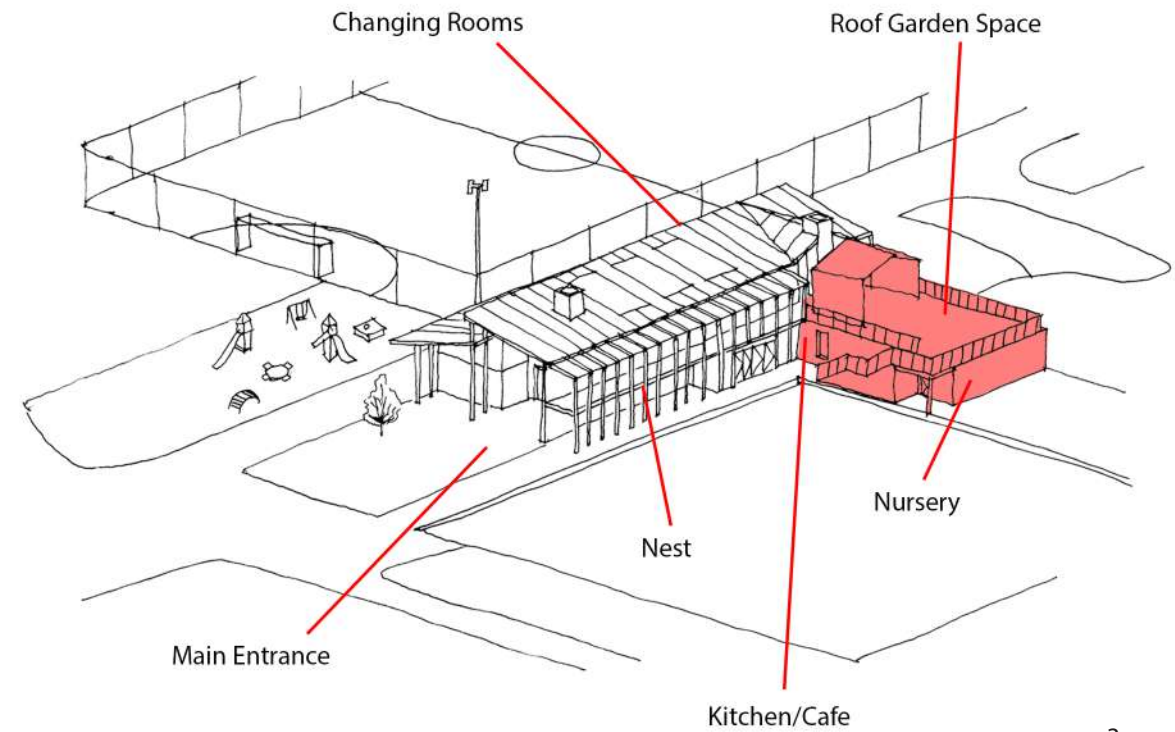 Changing Rooms
Roof Garden Space
Nursery
Nest
Main Entrance
Kitchen/Cafe